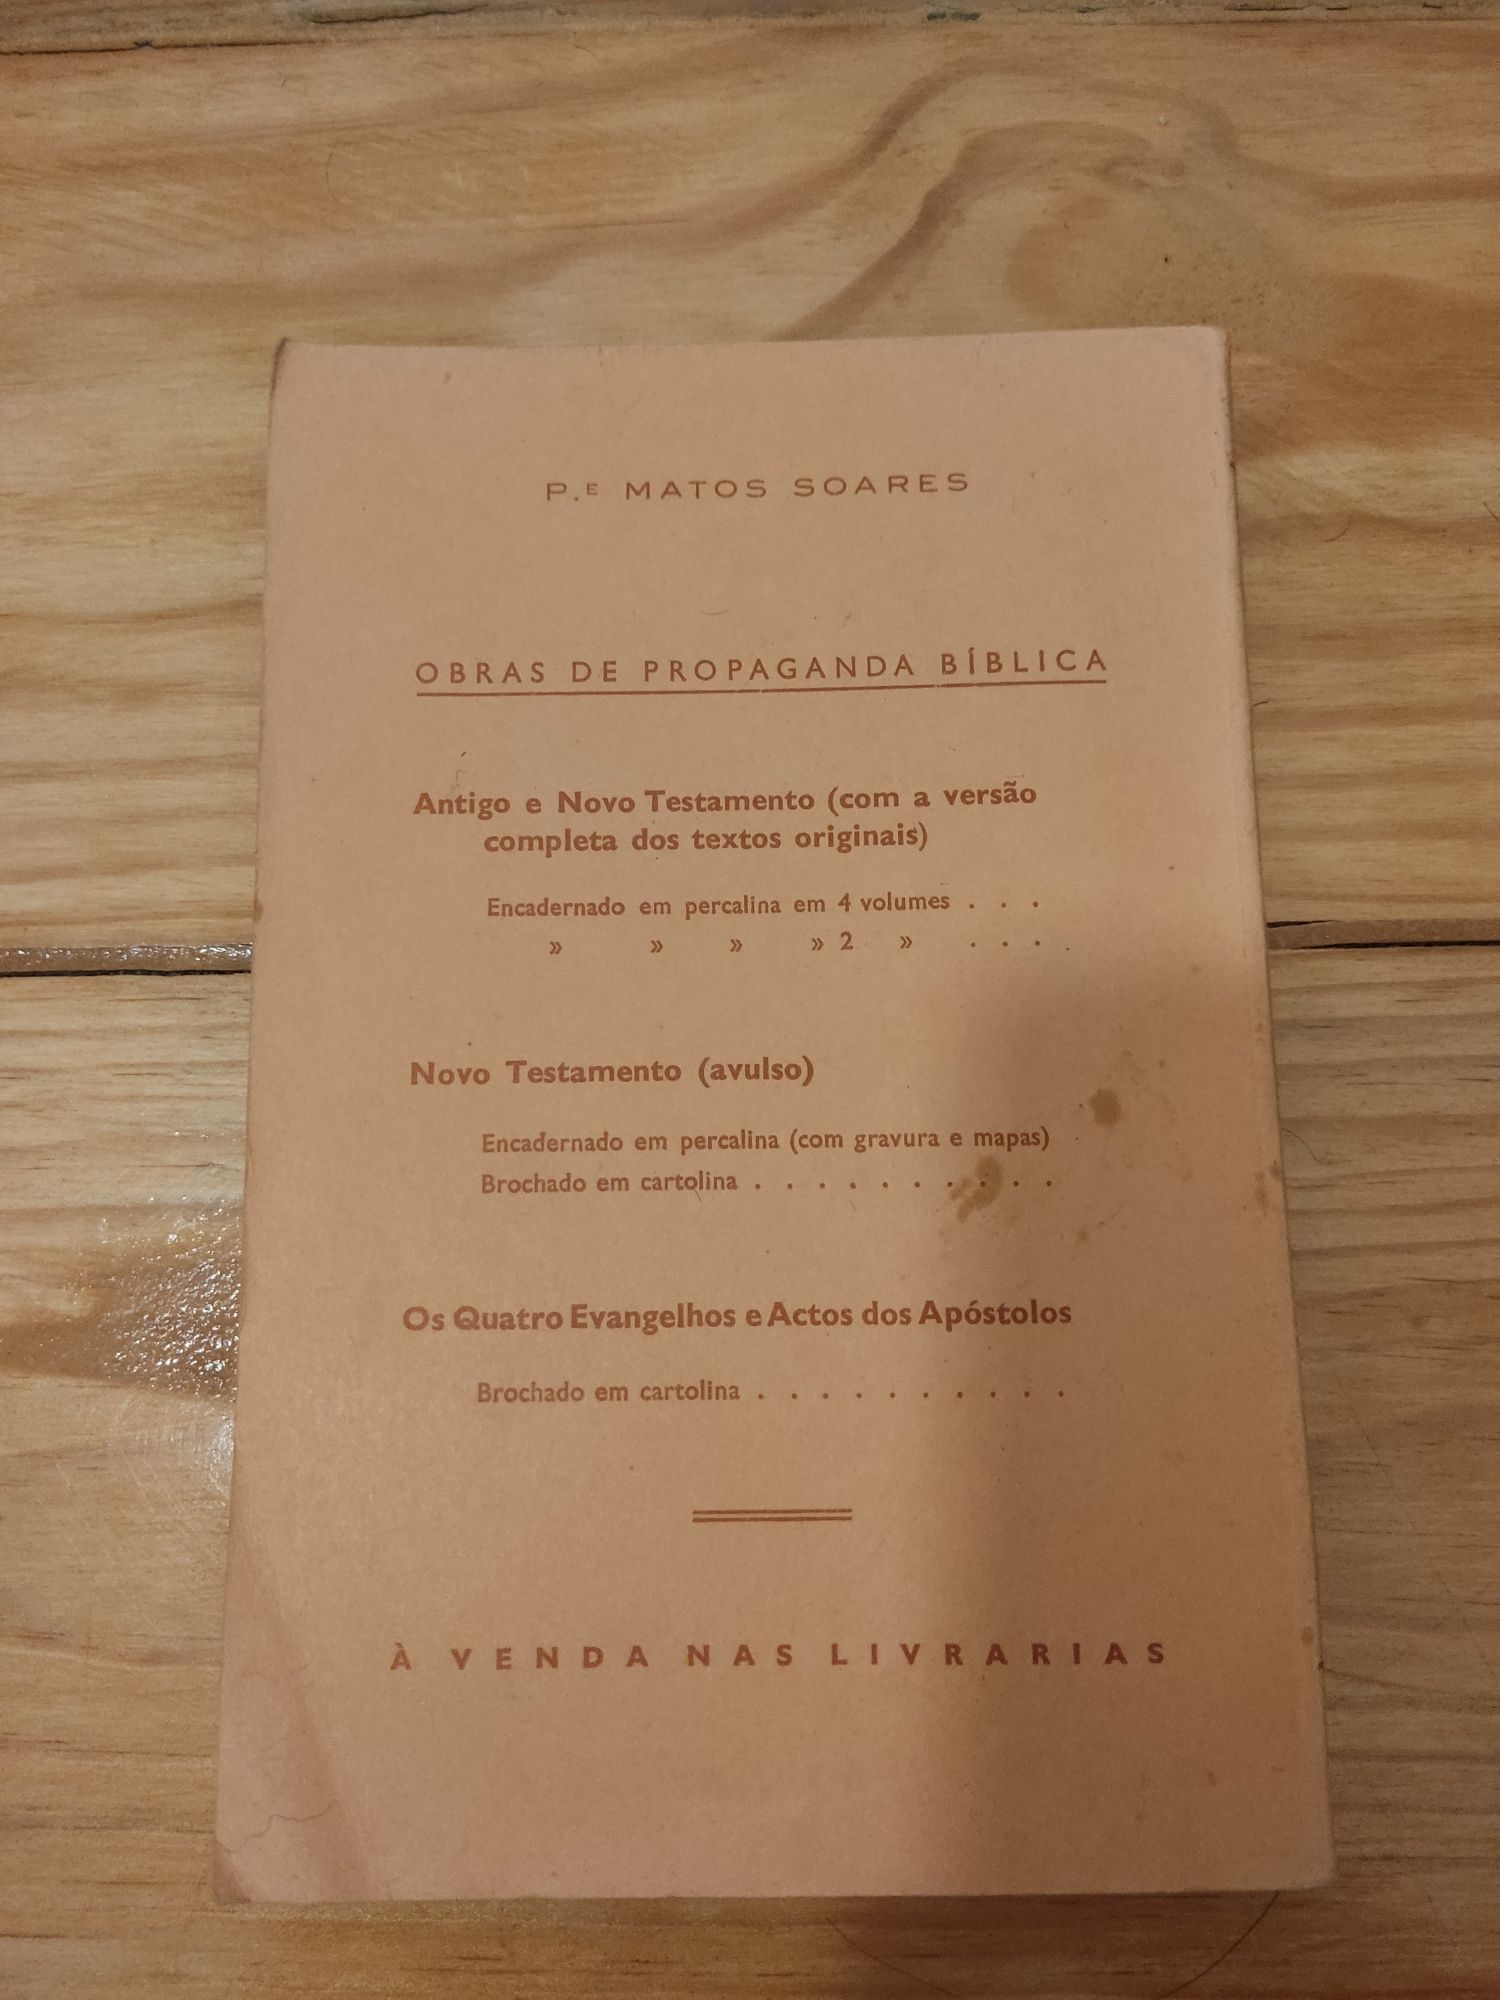 P.E MATOS SOARES
OBRAS DE PROPAGANDA BÍBLICA
Antigo e Novo Testamento (com a versão
completa dos textos originais)
Encadernado em percalina em 4 volumes . . .
» » » » 2 » . . . .
Novo Testamento (avulso)
Encadernado em percalina (com gravura e mapas)
Brochado em cartolina . . . . . . . . . .
Os Quatro Evangelhos e Actos dos Apóstolos
Brochado em cartolina . . . . . . . . . .
À VENDA NAS LIVRARIAS